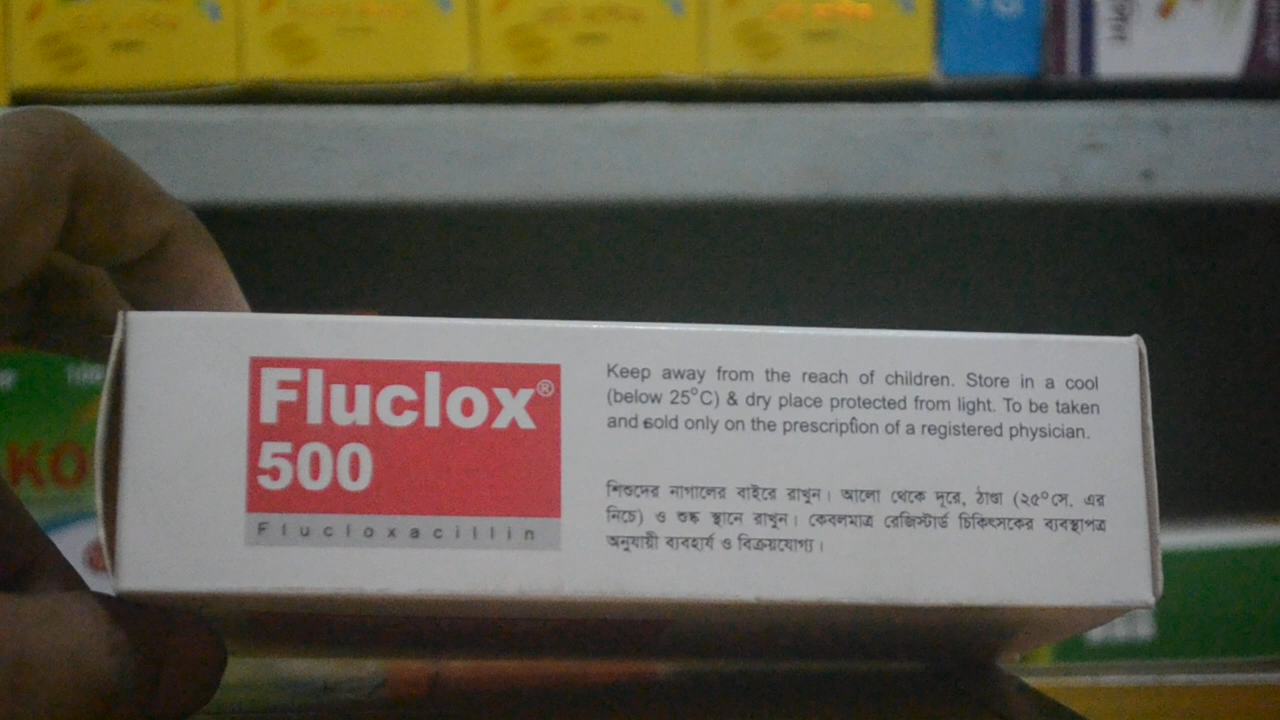 Fluclox®
500
Flucloxacillin
Keep away from the reach of children. Store in a cool
(below 25°C) & dry place protected from light. To be taken
and sold only on the prescription of a registered physician.
শিশুদের নাগালের বাইরে রাখুন। আলো থেকে দূরে, ঠাণ্ডা (২৫°সে. এর
নিচে) ও শুষ্ক স্থানে রাখুন। কেবলমাত্র রেজিস্টার্ড চিকিৎসকের ব্যবস্থাপত্র
অনুযায়ী ব্যবহার্য ও বিক্রয়যোগ্য।
KO